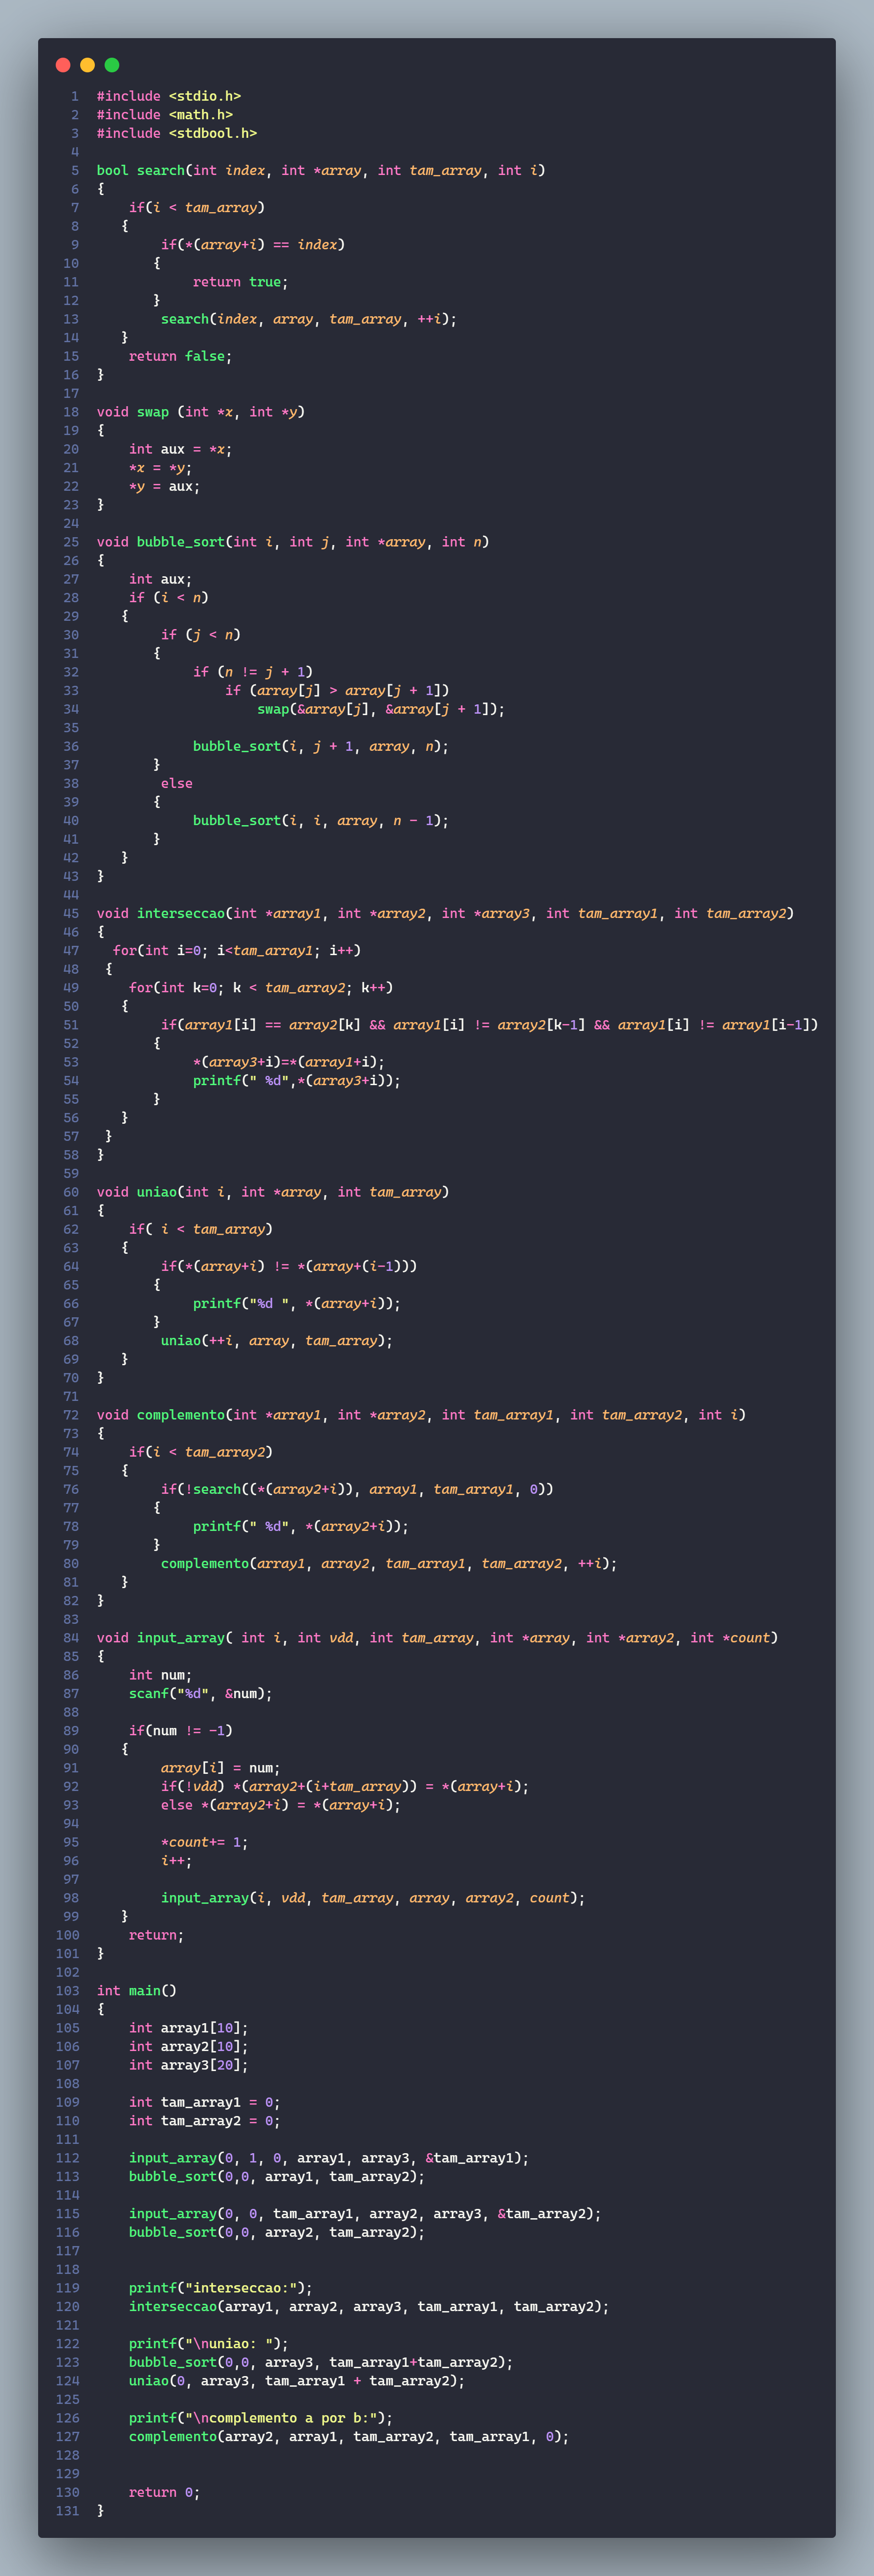 1 #include <stdio.h>
2 #include <math.h>
3 #include <stdbool.h>
4
5 bool search(int index, int *array, int tam_array, int i)
6 {
7     if(i < tam_array)
8    {
9         if(*(array+i) == index)
10        {
11             return true;
12        }
13         search(index, array, tam_array, ++i);
14    }
15     return false;
16 }
17
18 void swap (int *x, int *y)
19 {
20     int aux = *x;
21     *x = *y;
22     *y = aux;
23 }
24
25 void bubble_sort(int i, int j, int *array, int n)
26 {
27     int aux;
28     if (i < n)
29    {
30         if (j < n)
31        {
32             if (n != j + 1)
33                 if (array[j] > array[j + 1])
34                     swap(&array[j], &array[j + 1]);
35
36             bubble_sort(i, j + 1, array, n);
37        }
38         else
39        {
40             bubble_sort(i, i, array, n - 1);
41        }
42    }
43 }
44
45 void interseccao(int *array1, int *array2, int *array3, int tam_array1, int tam_array2)
46 {
47   for(int i=0; i<tam_array1; i++)
48  {
49     for(int k=0; k < tam_array2; k++)
50    {
51         if(array1[i] == array2[k] && array1[i] != array2[k-1] && array1[i] != array1[i-1])
52        {
53             *(array3+i)=*(array1+i);
54             printf(" %d",*(array3+i));
55        }
56    }
57  }
58 }
59
60 void uniao(int i, int *array, int tam_array)
61 {
62     if( i < tam_array)
63    {
64         if(*(array+i) != *(array+(i-1)))
65        {
66             printf("%d ", *(array+i));
67        }
68         uniao(++i, array, tam_array);
69    }
70 }
71
72 void complemento(int *array1, int *array2, int tam_array1, int tam_array2, int i)
73 {
74     if(i < tam_array2)
75    {
76         if(!search((*(array2+i)), array1, tam_array1, 0))
77        {
78             printf(" %d", *(array2+i));
79        }
80         complemento(array1, array2, tam_array1, tam_array2, ++i);
81    }
82 }
83
84 void input_array( int i, int vdd, int tam_array, int *array, int *array2, int *count)
85 {
86     int num;
87     scanf("%d", &num);
88
89     if(num != -1)
90    {
91         array[i] = num;
92         if(!vdd) *(array2+(i+tam_array)) = *(array+i);
93         else *(array2+i) = *(array+i);
94
95         *count+= 1;
96         i++;
97
98         input_array(i, vdd, tam_array, array, array2, count);
99    }
100     return;
101 }
102
103 int main()
104 {
105     int array1[10];
106     int array2[10];
107     int array3[20];
108
109     int tam_array1 = 0;
110     int tam_array2 = 0;
111
112     input_array(0, 1, 0, array1, array3, &tam_array1);
113     bubble_sort(0,0, array1, tam_array2);
114
115     input_array(0, 0, tam_array1, array2, array3, &tam_array2);
116     bubble_sort(0,0, array2, tam_array2);
117
118
119     printf("interseccao:");
120     interseccao(array1, array2, array3, tam_array1, tam_array2);
121
122     printf("\nuniao: ");
123     bubble_sort(0,0, array3, tam_array1+tam_array2);
124     uniao(0, array3, tam_array1 + tam_array2);
125
126     printf("\ncomplemento a por b:");
127     complemento(array2, array1, tam_array2, tam_array1, 0);
128
129
130     return 0;
131 }